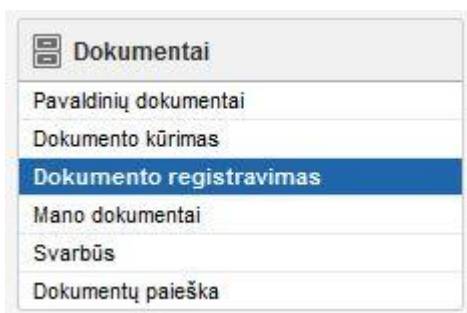 Dokumentai
Pavaldinių dokumentai
Dokumento kūrimas
Dokumento registravimas
Mano dokumentai
Svarbūs
Dokumentų paieška